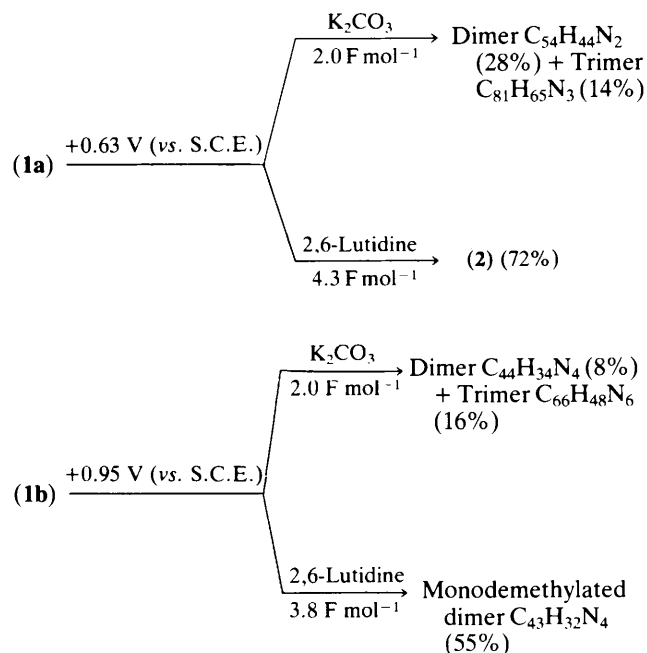 K₂CO₃
2.0 F mol⁻¹
Dimer C₅₄H₄₄N₂
(28%) + Trimer
C₈₁H₆₅N₃ (14%)
(1a)
+0.63 V (vs. S.C.E.)
2,6-Lutidine
4.3 F mol⁻¹
(2) (72%)
K₂CO₃
2.0 F mol⁻¹
Dimer C₄₄H₃₄N₄ (8%)
+ Trimer C₆₆H₄₈N₆
(16%)
(1b)
+0.95 V (vs. S.C.E.)
2,6-Lutidine
3.8 F mol⁻¹
Monodemethylated
dimer C₄₃H₃₂N₄
(55%)